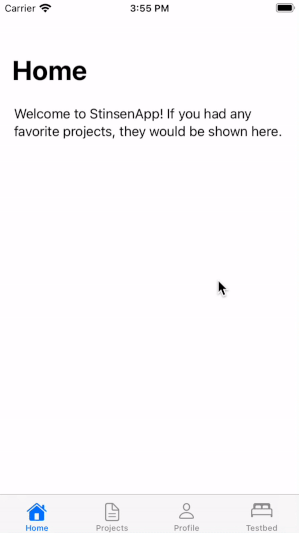 Carrier 3:55 PM
Home
Welcome to StinsenApp! If you had any
favorite projects, they would be shown here.
Home Projects Profile Testbed